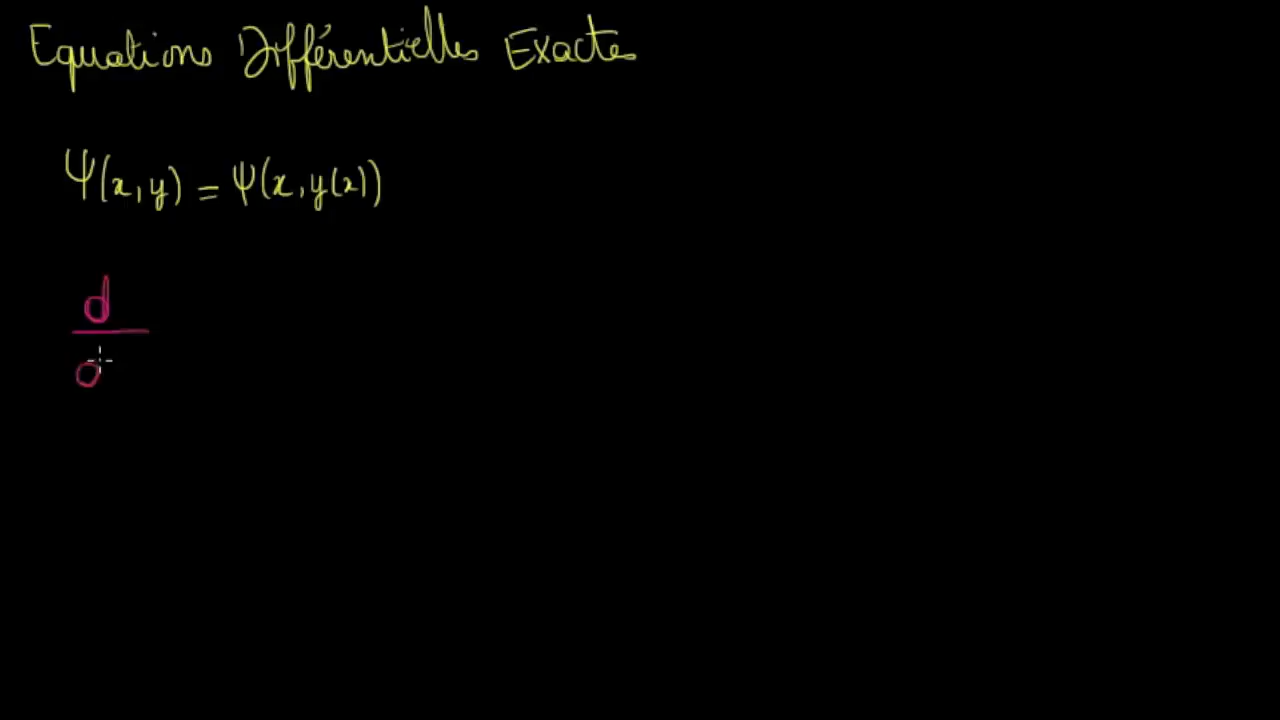 Equations Différentielles Exactes
Ψ(x, y) = Ψ(x, y(x))
d